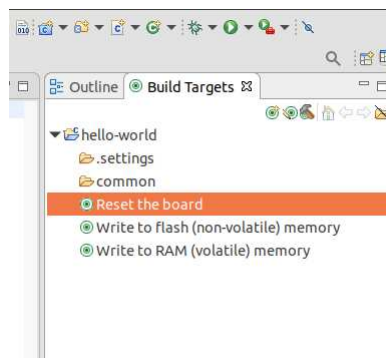 010
Outline Build Targets
hello-world
.settings
common
Reset the board
Write to flash (non-volatile) memory
Write to RAM (volatile) memory